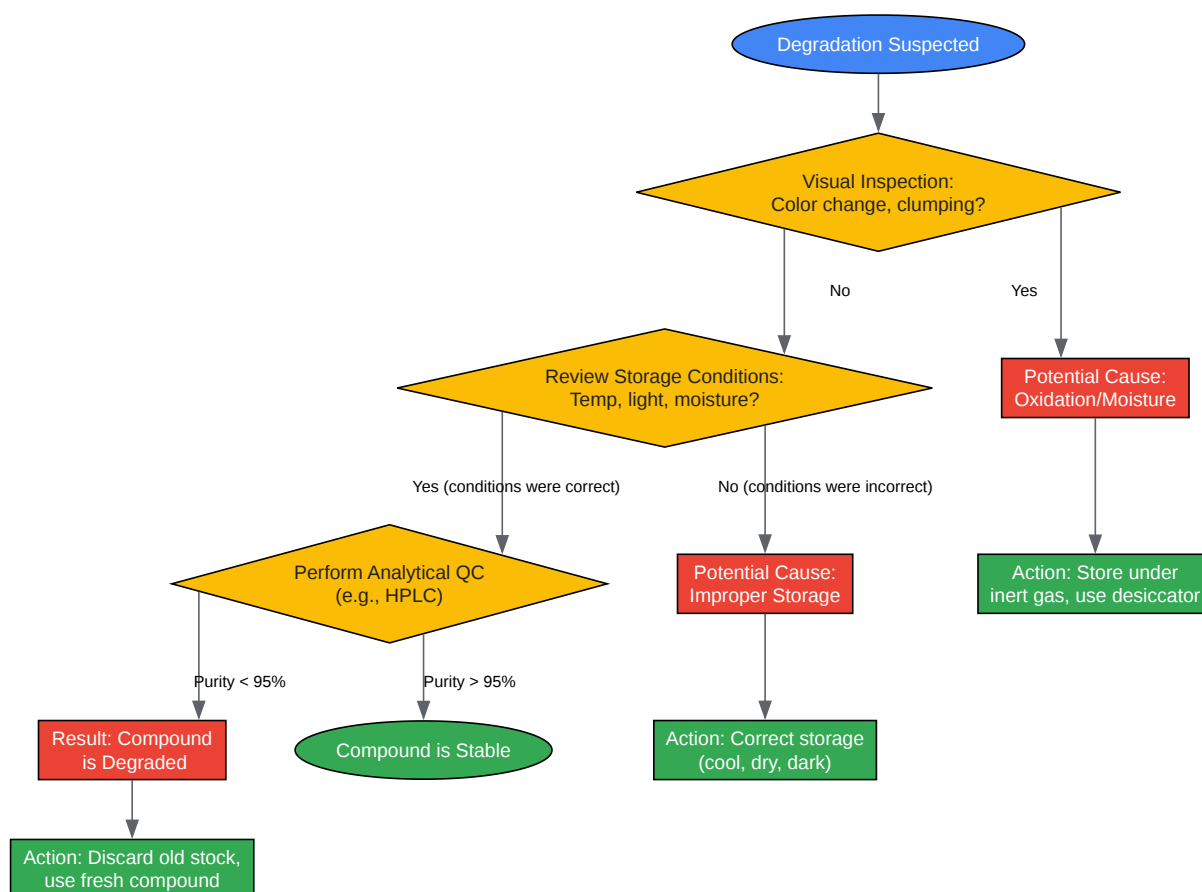 Degradation Suspected
Visual Inspection:
Color change, clumping?
No
Yes
Review Storage Conditions:
Temp, light, moisture?
Potential Cause:
Oxidation/Moisture
Yes (conditions were correct)
No (conditions were incorrect)
Perform Analytical QC
(e.g., HPLC)
Potential Cause:
Improper Storage
Action: Store under
inert gas, use desiccator
Purity < 95%
Purity > 95%
Result: Compound
is Degraded
Compound is Stable
Action: Correct storage
(cool, dry, dark)
Action: Discard old stock,
use fresh compound